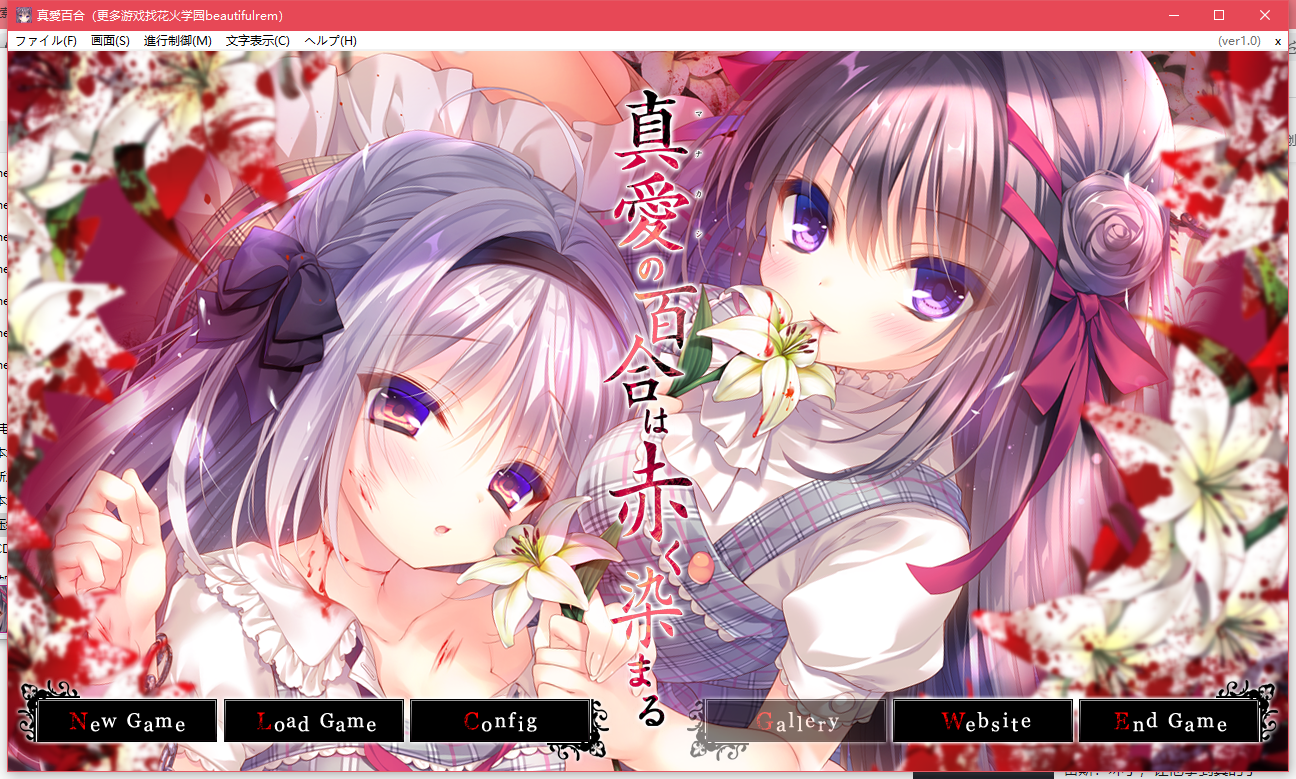 真愛百合（更多游戏找花火学园beautifulrem）
ファイル(F) 画面(S) 進行制御(M) 文字表示(C) ヘルプ(H) (ver1.0) x
真愛の百合は赤く染まる
マナカシ
New Game Load Game Config Gallery Website End Game